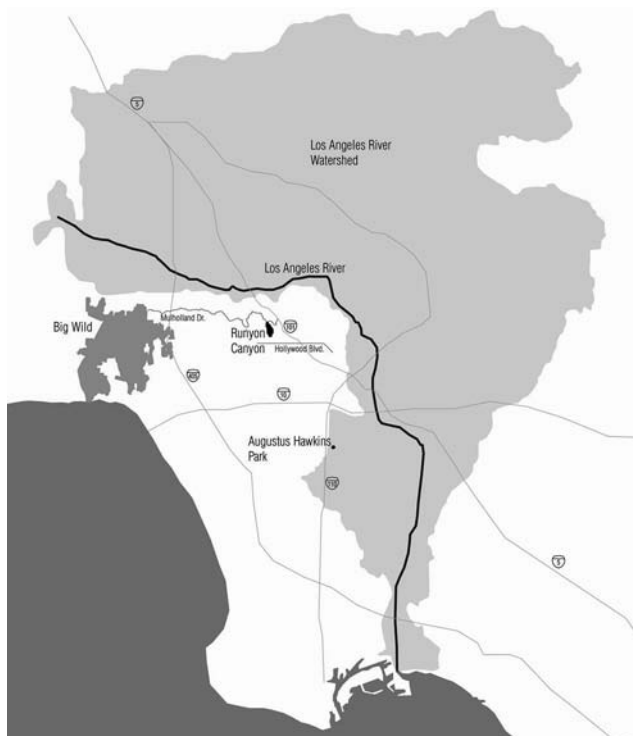 5
Los Angeles River
Watershed
Los Angeles River
Big Wild
Mulholland Dr.
Runyon
Canyon
101
Hollywood Blvd.
405
10
Augustus Hawkins
Park
110
5